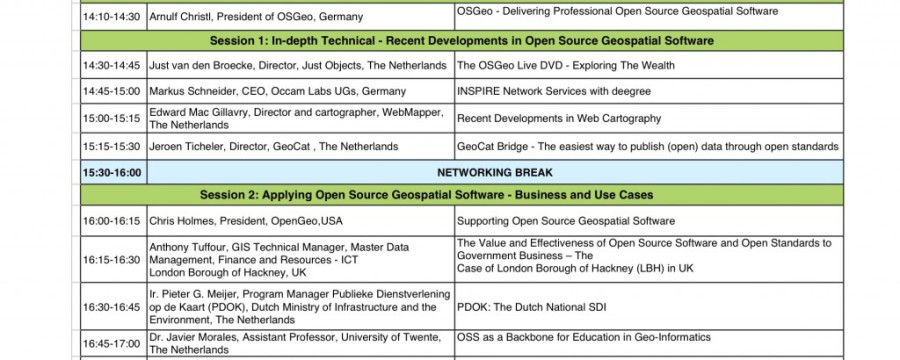 14:10-14:30 Arnulf Christl, President of OSGeo, Germany OSGeo - Delivering Professional Open Source Geospatial Software
Session 1: In-depth Technical - Recent Developments in Open Source Geospatial Software
14:30-14:45 Just van den Broecke, Director, Just Objects, The Netherlands The OSGeo Live DVD - Exploring The Wealth
14:45-15:00 Markus Schneider, CEO, Occam Labs UGs, Germany INSPIRE Network Services with deegree
15:00-15:15 Edward Mac Gillavry, Director and cartographer, WebMapper,
The Netherlands
Recent Developments in Web Cartography
15:15-15:30 Jeroen Ticheler, Director, GeoCat , The Netherlands GeoCat Bridge - The easiest way to publish (open) data through open standards
15:30-16:00 NETWORKING BREAK
Session 2: Applying Open Source Geospatial Software - Business and Use Cases
16:00-16:15 Chris Holmes, President, OpenGeo,USA Supporting Open Source Geospatial Software
16:15-16:30 Anthony Tuffour, GIS Technical Manager, Master Data
Management, Finance and Resources - ICT
London Borough of Hackney, UK
The Value and Effectiveness of Open Source Software and Open Standards to
Government Business – The
Case of London Borough of Hackney (LBH) in UK
16:30-16:45 Ir. Pieter G. Meijer, Program Manager Publieke Dienstverlening
op de Kaart (PDOK), Dutch Ministry of Infrastructure and the
Environment, The Netherlands
PDOK: The Dutch National SDI
16:45-17:00 Dr. Javier Morales, Assistant Professor, University of Twente,
The Netherlands
OSS as a Backbone for Education in Geo-Informatics